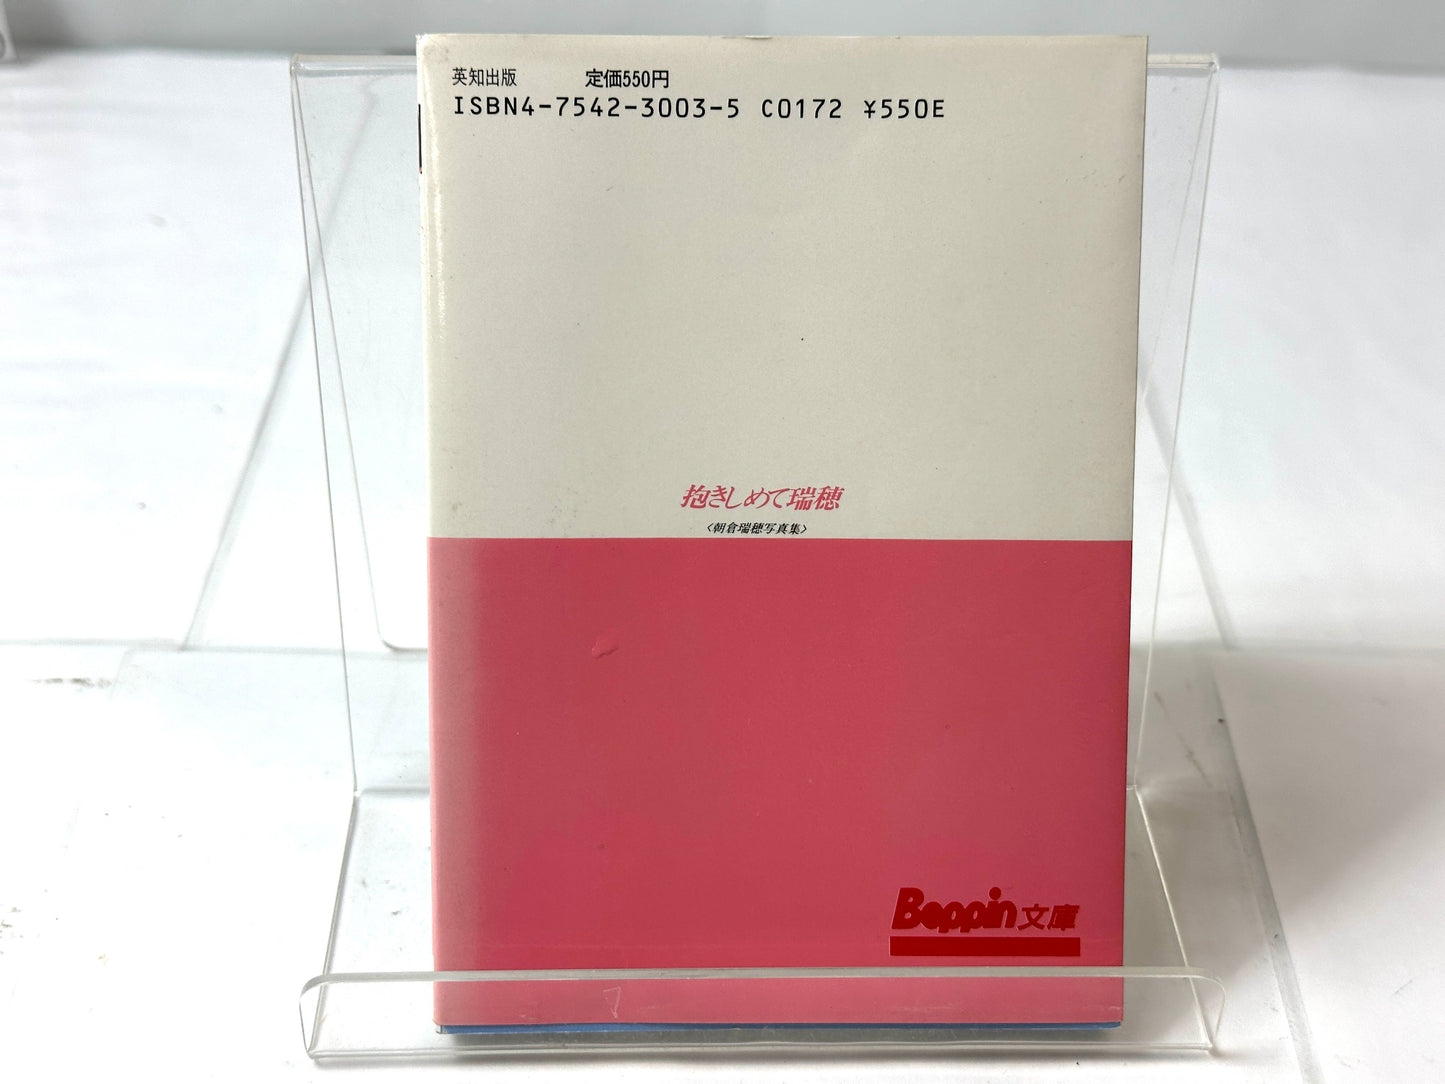 英知出版 定価550円
ISBN4-7542-3003-5 C0172 ¥550E
抱きしめて瑞穂
〈朝倉瑞穂写真集〉
Beppin文庫